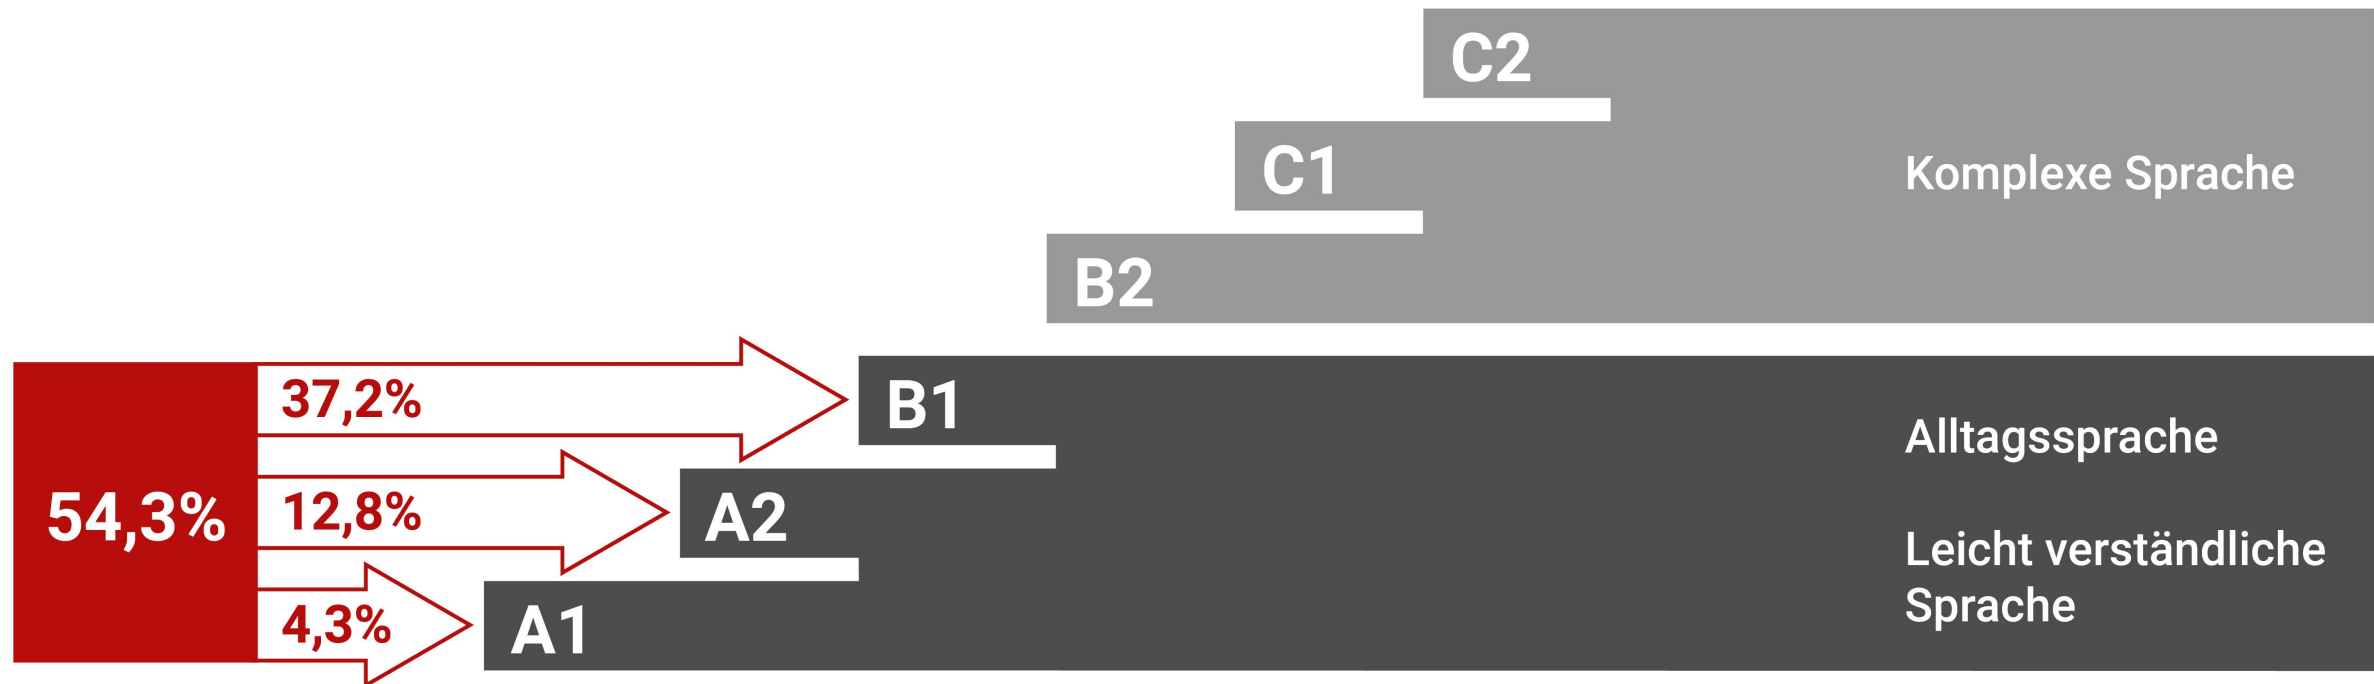 C2
C1
Komplexe Sprache
B2
37,2%
B1
Alltagssprache
54,3%
12,8%
A2
Leicht verständliche
Sprache
4,3%
A1